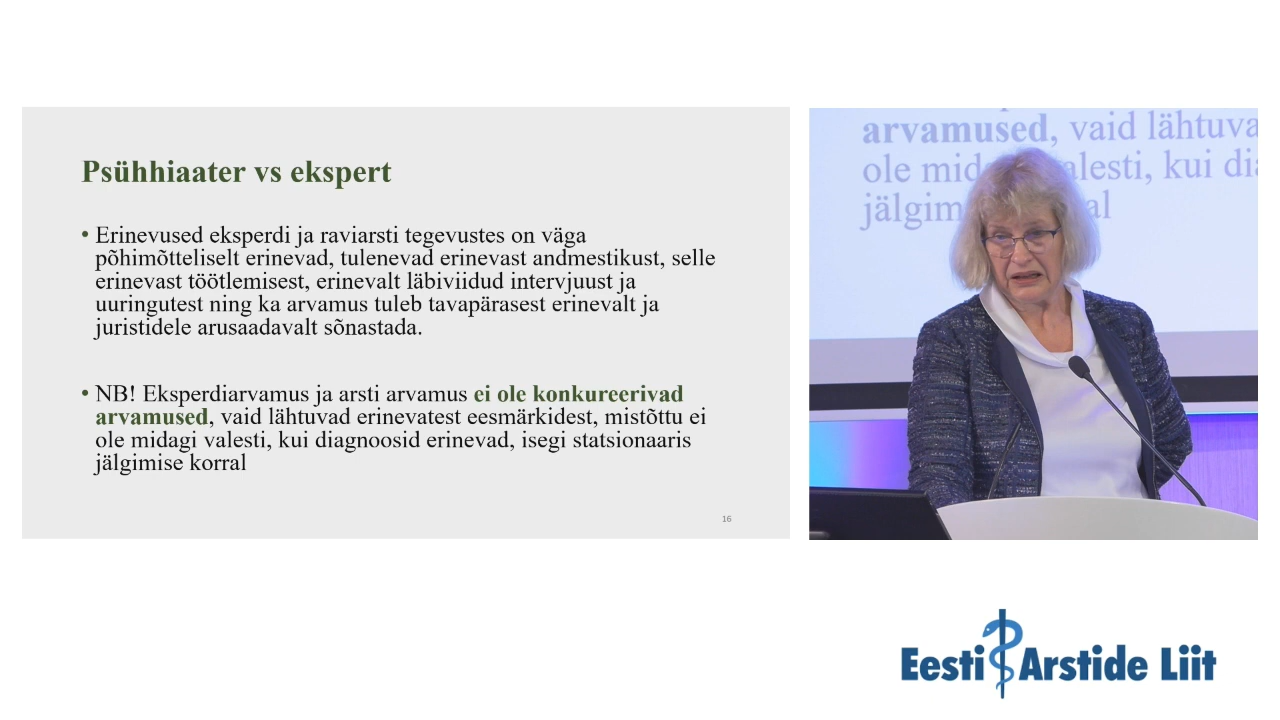 Psühhiaater vs ekspert
• Erinevused eksperdi ja raviarsti tegevustes on väga
põhimõtteliselt erinevad, tulenevad erinevast andmestikust, selle
erinevast töötlemisest, erinevalt läbiviidud intervjuust ja
uuringutest ning ka arvamus tuleb tavapärasest erinevalt ja
juristidele arusaadavalt sõnastada.
• NB! Eksperdiarvamus ja arsti arvamus ei ole konkureerivad
arvamused, vaid lähtuvad erinevatest eesmärkidest, mistõttu ei
ole midagi valesti, kui diagnoosid erinevad, isegi statsionaaris
jälgimise korral
16
arvamused, vaid lähtuva
ole mid alesti, kui dia
jälgim al
Eesti Arstide Liit